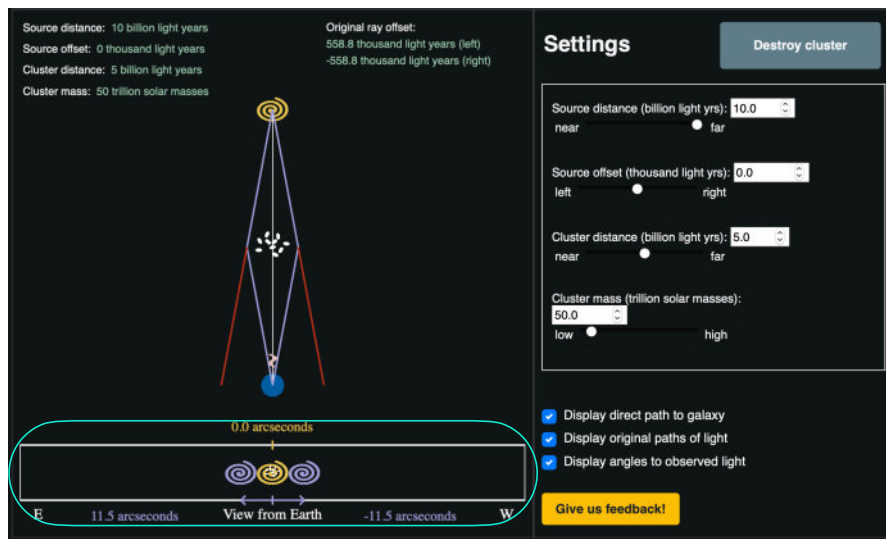 Source distance: 10 billion light years
Source offset: 0 thousand light years
Cluster distance: 5 billion light years
Cluster mass: 50 trillion solar masses
Original ray offset:
558.8 thousand light years (left)
-558.8 thousand light years (right)
0.0 arcseconds
E 11.5 arcseconds View from Earth -11.5 arcseconds W
Settings
Destroy cluster
Source distance (billion light yrs): 10.0
near far
Source offset (thousand light yrs): 0.0
left right
Cluster distance (billion light yrs): 5.0
near far
Cluster mass (trillion solar masses):
50.0
low high
Display direct path to galaxy
Display original paths of light
Display angles to observed light
Give us feedback!